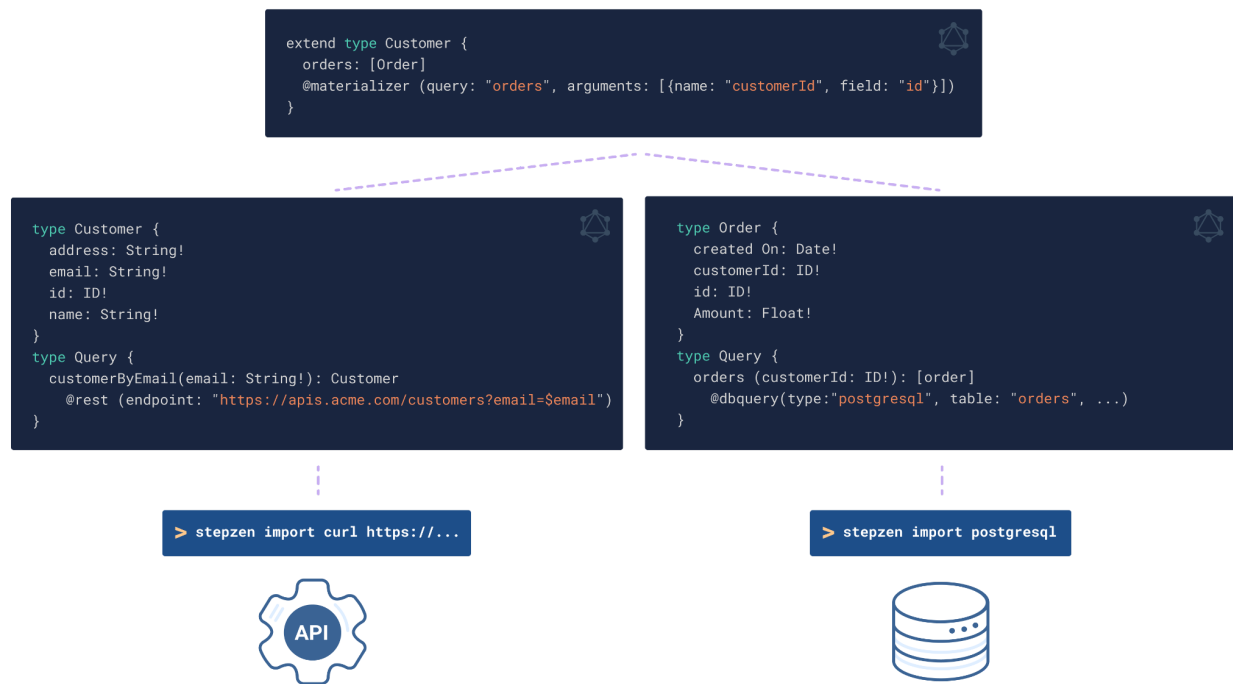 extend type Customer {
orders: [Order]
@materializer (query: "orders", arguments: [{name: "customerId", field: "id"}])
}
type Customer {
address: String!
email: String!
id: ID!
name: String!
}
type Query {
customerByEmail(email: String!): Customer
@rest (endpoint: "https://apis.acme.com/customers?email=$email")
}
type Order {
created On: Date!
customerId: ID!
id: ID!
Amount: Float!
}
type Query {
orders (customerId: ID!): [order]
@dbquery(type:"postgresql", table: "orders", ...)
}
> stepzen import curl https://...
> stepzen import postgresql
API